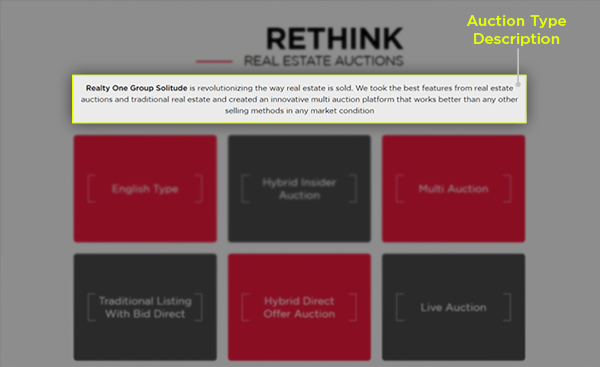 Auction Type
Description
RETHINK
REAL ESTATE AUCTIONS
Realty One Group Solitude is revolutionizing the way real estate is sold. We took the best features from real estate
auctions and traditional real estate and created an innovative multi auction platform that works better than any other
selling methods in any market condition
English Type
Hybrid Insider
Auction
Multi Auction
Traditional Listing
With Bid Direct
Hybrid Direct
Offer Auction
Live Auction